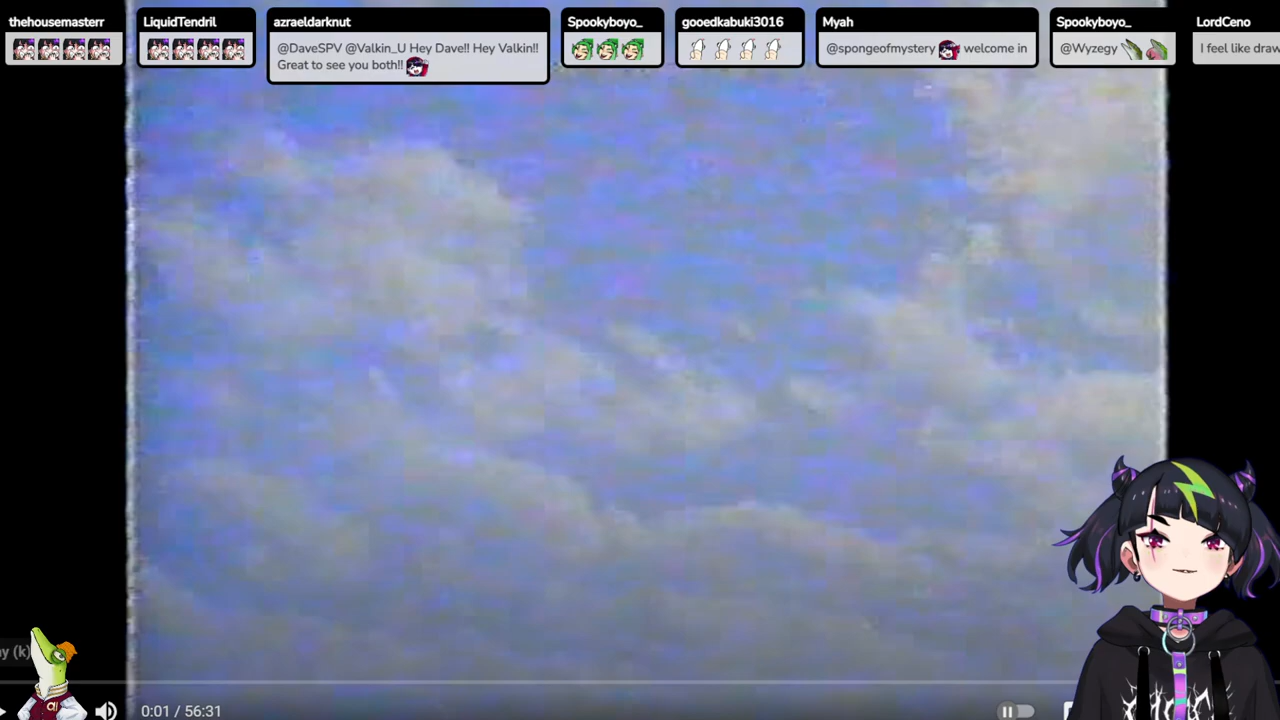 thehousemasterr
LiquidTendril
azraeldarknut
@DaveSPV @Valkin_U Hey Dave!! Hey Valkin!!
Great to see you both!!
Spookyboyo_
gooedkabuki3016
Myah
@spongeofmystery welcome in
Spookyboyo_
@Wyzegy
LordCeno
I feel like draw
ay (k)
0:01 / 56:31